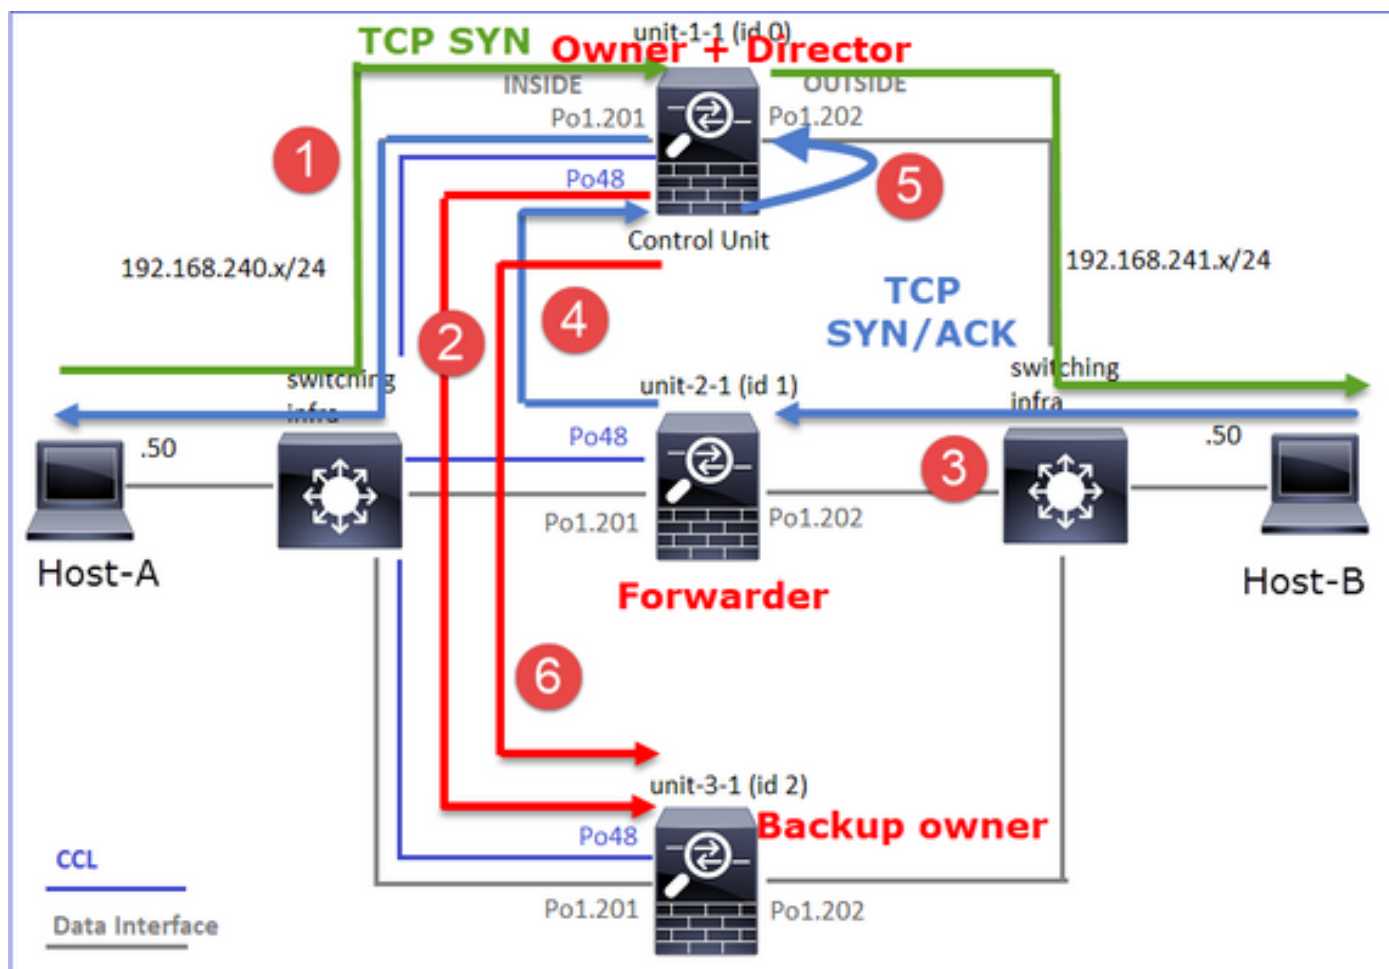 unit-1-1 (id 0)
TCP SYN
Owner + Director
INSIDE
OUTSIDE
Po1.201
Po1.202
1
5
Po48
Control Unit
192.168.240.x/24
192.168.241.x/24
TCP
SYN/ACK
2
4
switching
infra
unit-2-1 (id 1)
switching
infra
.50
Po48
3
.50
Po1.201
Po1.202
Host-A
Forwarder
Host-B
6
unit-3-1 (id 2)
Po48
Backup owner
CCL
Po1.201
Po1.202
Data Interface